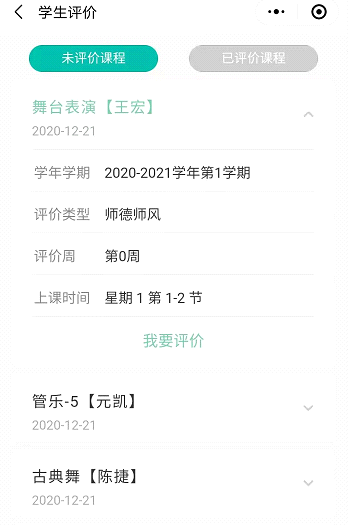 学生评价
未评价课程
已评价课程
舞台表演【王宏】
2020-12-21
学年学期 2020-2021学年第1学期
评价类型 师德师风
评价周 第0周
上课时间 星期 1 第 1-2 节
我要评价
管乐-5【元凯】
2020-12-21
古典舞【陈捷】
2020-12-21